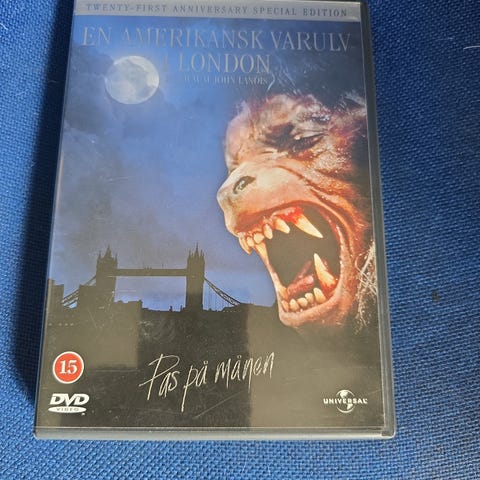 TWENTY-FIRST ANNIVERSARY SPECIAL EDITION
EN AMERIKANSK VARULV
I LONDON
JOHN LANDIS
Pas på månen
15
DVD
VIDEO
UNIVERSAL